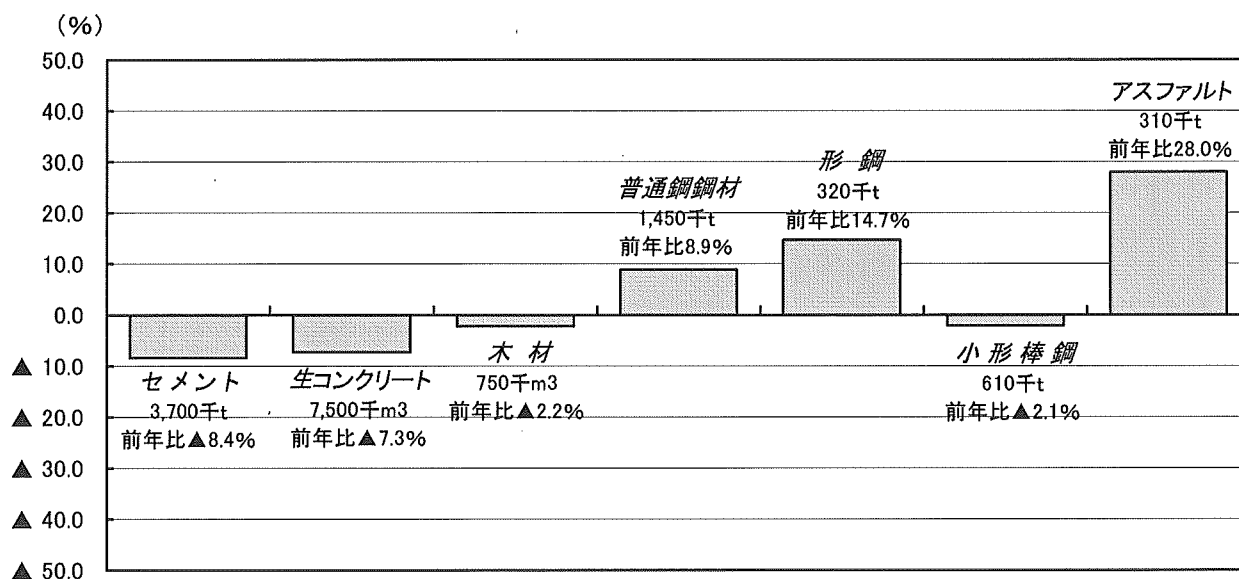 (%)
50.0
40.0
30.0
20.0
10.0
0.0
▲ 10.0
▲ 20.0
▲ 30.0
▲ 40.0
▲ 50.0
セメント
3,700千t
前年比▲8.4%
生コンクリート
7,500千m3
前年比▲7.3%
木材
750千m3
前年比▲2.2%
普通鋼鋼材
1,450千t
前年比8.9%
形鋼
320千t
前年比14.7%
小形棒鋼
610千t
前年比▲2.1%
アスファルト
310千t
前年比28.0%